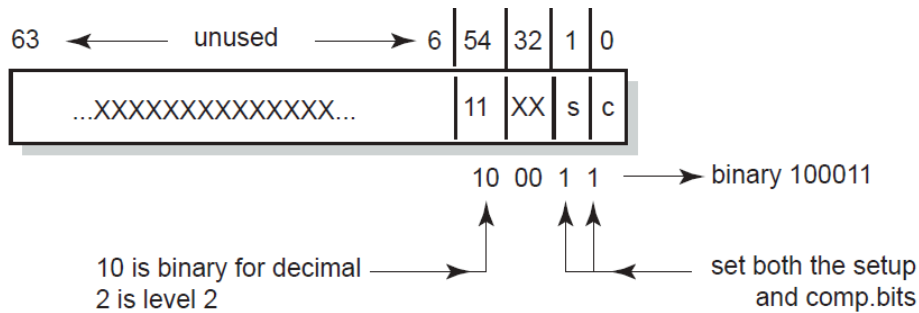 63 unused 6 54 32 1 0
...XXXXXXXXXXXXXX... 11 XX s c
10 00 1 1 binary 100011
10 is binary for decimal set both the setup
2 is level 2 and comp.bits